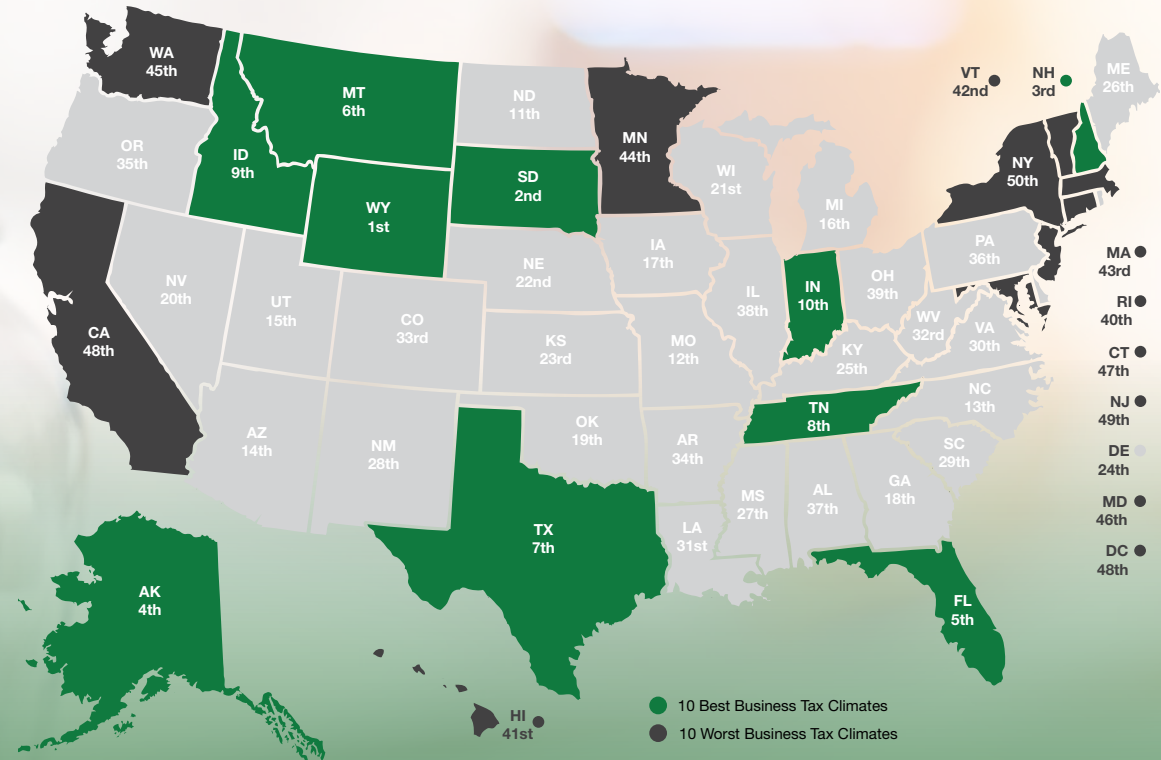 WA
45th
MT
6th
ND
11th
MN
44th
VT
42nd
NH
3rd
ME
26th
OR
35th
ID
9th
WY
1st
SD
2nd
WI
21st
MI
16th
NY
50th
NV
20th
UT
15th
CO
33rd
NE
22nd
IA
17th
IL
38th
IN
10th
OH
39th
PA
36th
WV
32rd
VA
30th
CA
48th
KS
23rd
MO
12th
KY
25th
MA
43rd
RI
40th
CT
47th
NJ
49th
DE
24th
MD
46th
DC
48th
AZ
14th
NM
28th
OK
19th
AR
34th
TN
8th
NC
13th
SC
29th
TX
7th
LA
31st
MS
27th
AL
37th
GA
18th
FL
5th
AK
4th
HI
41st
10 Best Business Tax Climates
10 Worst Business Tax Climates